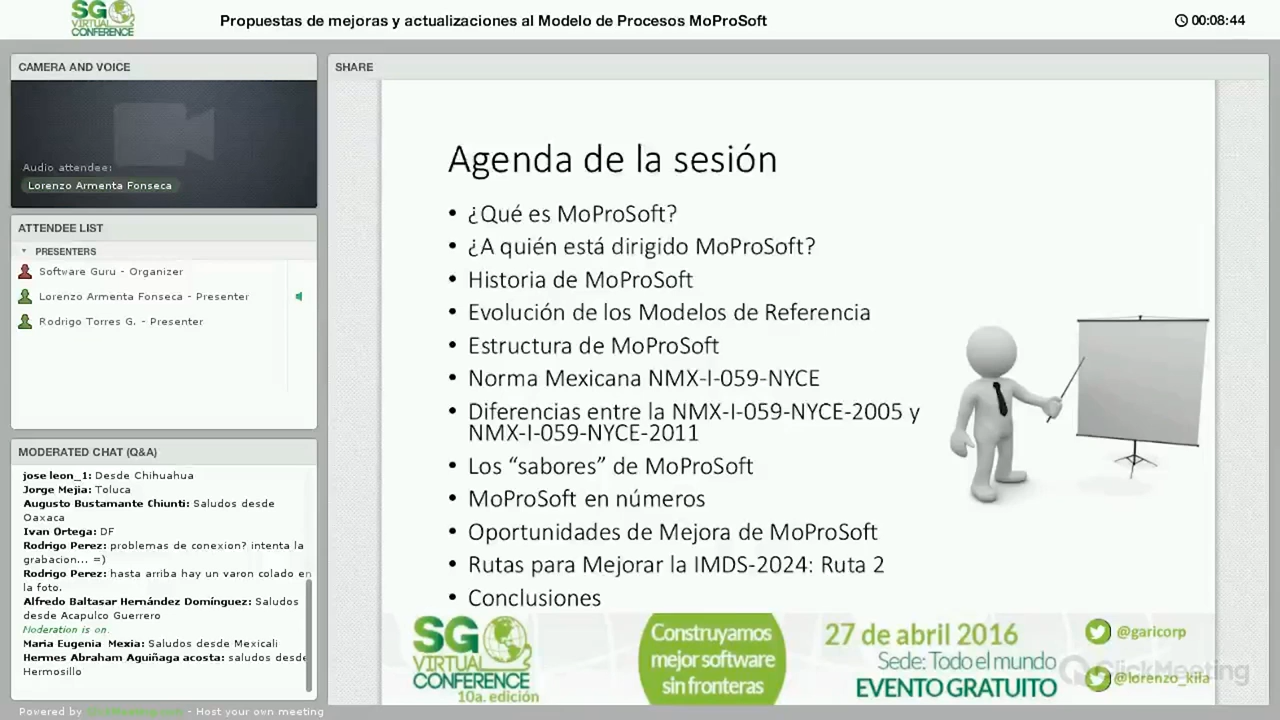 SG
VIRTUAL
CONFERENCE
Propuestas de mejoras y actualizaciones al Modelo de Procesos MoProSoft
00:08:44
CAMERA AND VOICE
Audio attendee:
Lorenzo Armenta Fonseca
ATTENDEE LIST
PRESENTERS
Software Guru - Organizer
Lorenzo Armenta Fonseca - Presenter
Rodrigo Torres G. - Presenter
MODERATED CHAT (Q&A)
jose leon_1: Desde Chihuahua
Jorge Mejia: Toluca
Augusto Bustamante Chiunti: Saludos desde
Oaxaca
Ivan Ortega: DF
Rodrigo Perez: problemas de conexion? intenta la
grabacion... =)
Rodrigo Perez: hasta arriba hay un varon colado en
la foto.
Alfredo Baltasar Hernández Domínguez: Saludos
desde Acapulco Guerrero
Moderation is on.
Maria Eugenia Mexia: Saludos desde Mexicali
Hermes Abraham Aguiñaga acosta: saludos desde
Hermosillo
Powered by ClickMeeting.com - Host your own meeting
SHARE
Agenda de la sesión
• ¿Qué es MoProSoft?
• ¿A quién está dirigido MoProSoft?
• Historia de MoProSoft
• Evolución de los Modelos de Referencia
• Estructura de MoProSoft
• Norma Mexicana NMX-I-059-NYCE
• Diferencias entre la NMX-I-059-NYCE-2005 y
NMX-I-059-NYCE-2011
• Los “sabores” de MoProSoft
• MoProSoft en números
• Oportunidades de Mejora de MoProSoft
• Rutas para Mejorar la IMDS-2024: Ruta 2
• Conclusiones
SG
VIRTUAL
CONFERENCE
10a. edición
Construyamos
mejor software
sin fronteras
27 de abril 2016
Sede: Todo el mundo
EVENTO GRATUITO
@garicorp
@lorenzo_kifa
ClickMeeting